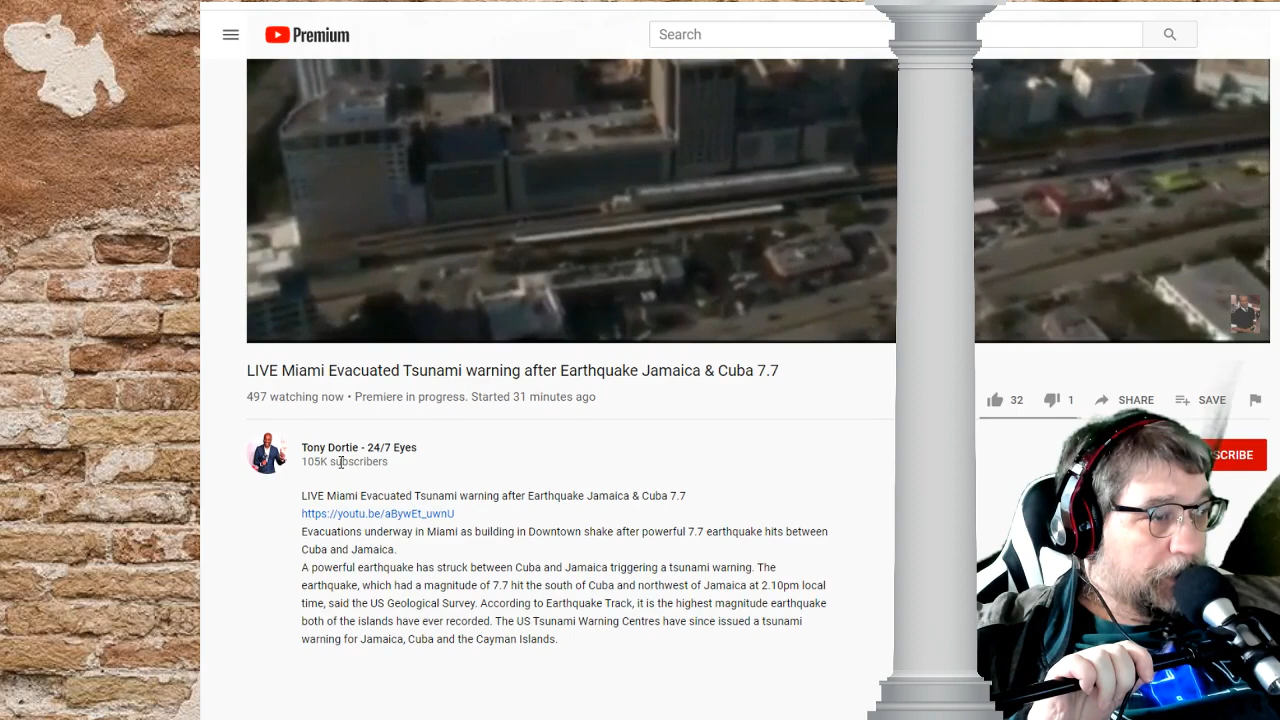 Premium
Search
LIVE Miami Evacuated Tsunami warning after Earthquake Jamaica & Cuba 7.7
497 watching now • Premiere in progress. Started 31 minutes ago
32
1
SHARE
SAVE
Tony Dortie - 24/7 Eyes
105K subscribers
SCRIBE
LIVE Miami Evacuated Tsunami warning after Earthquake Jamaica & Cuba 7.7
https://youtu.be/aBywEt_uwnU
Evacuations underway in Miami as building in Downtown shake after powerful 7.7 earthquake hits between
Cuba and Jamaica.
A powerful earthquake has struck between Cuba and Jamaica triggering a tsunami warning. The
earthquake, which had a magnitude of 7.7 hit the south of Cuba and northwest of Jamaica at 2.10pm local
time, said the US Geological Survey. According to Earthquake Track, it is the highest magnitude earthquake
both of the islands have ever recorded. The US Tsunami Warning Centres have since issued a tsunami
warning for Jamaica, Cuba and the Cayman Islands.